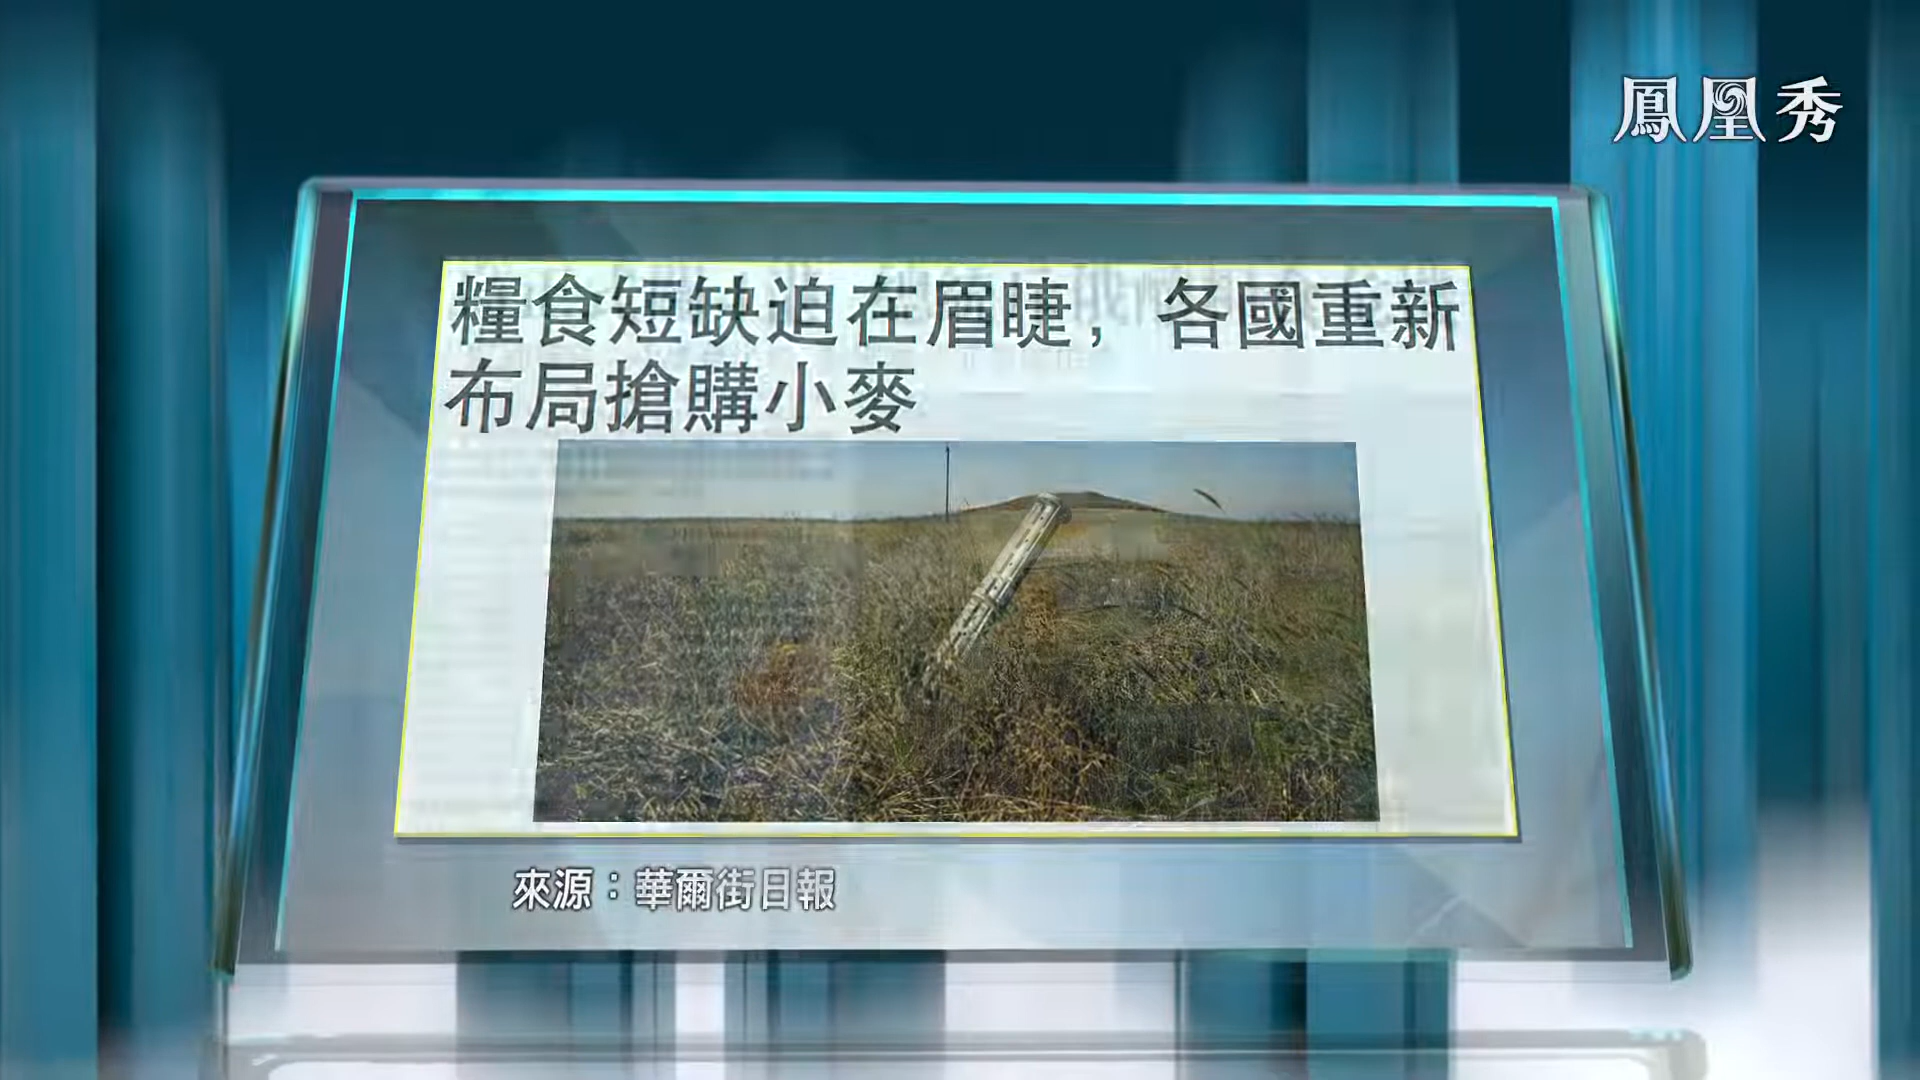 鳳凰秀
糧食短缺迫在眉睫，各國重新
布局搶購小麥
來源：華爾街日報